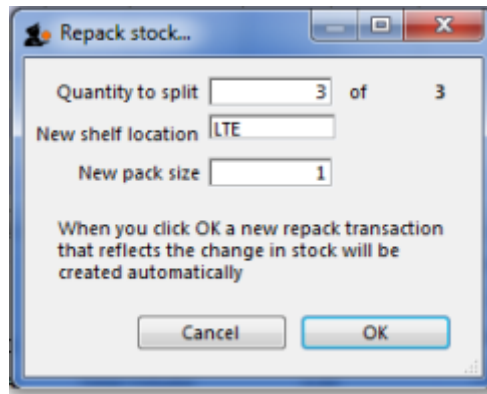 Repack stock...
Quantity to split 3 of 3
New shelf location LTE
New pack size 1
When you click OK a new repack transaction
that reflects the change in stock will be
created automatically
Cancel OK